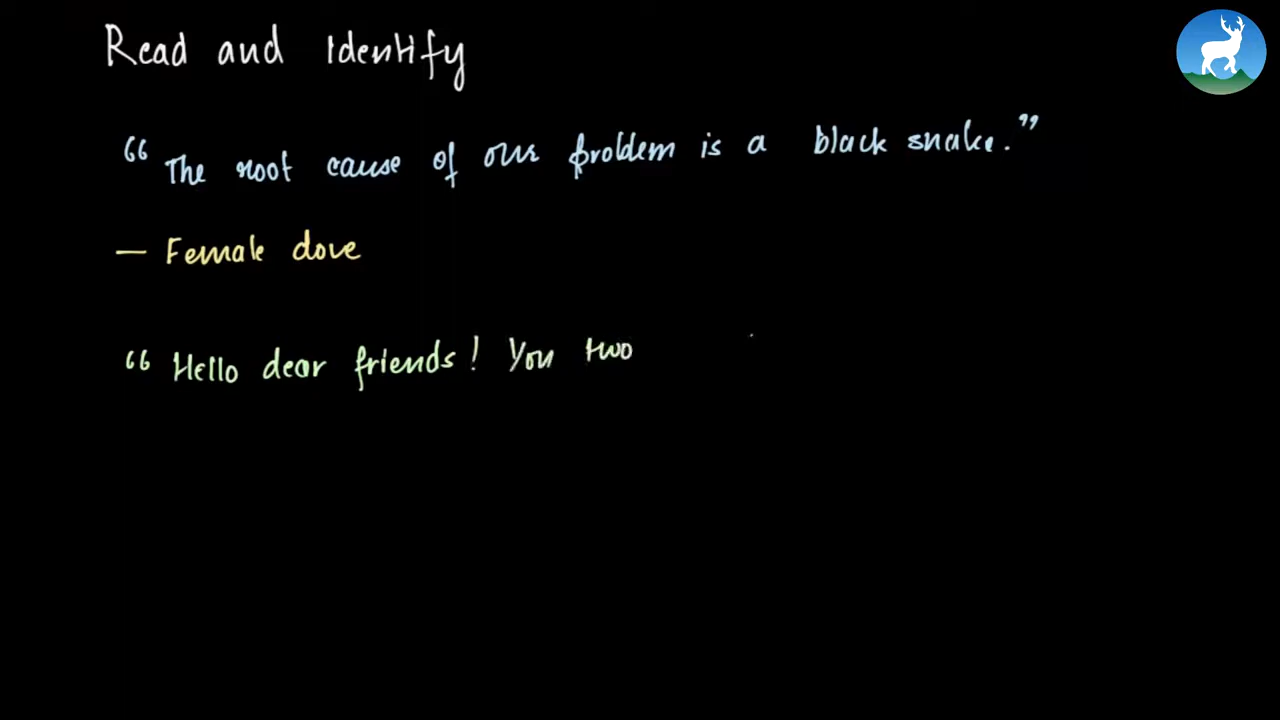 Read and Identify
“The root cause of our problem is a black snake.”
— Female dove
“Hello dear friends! You two